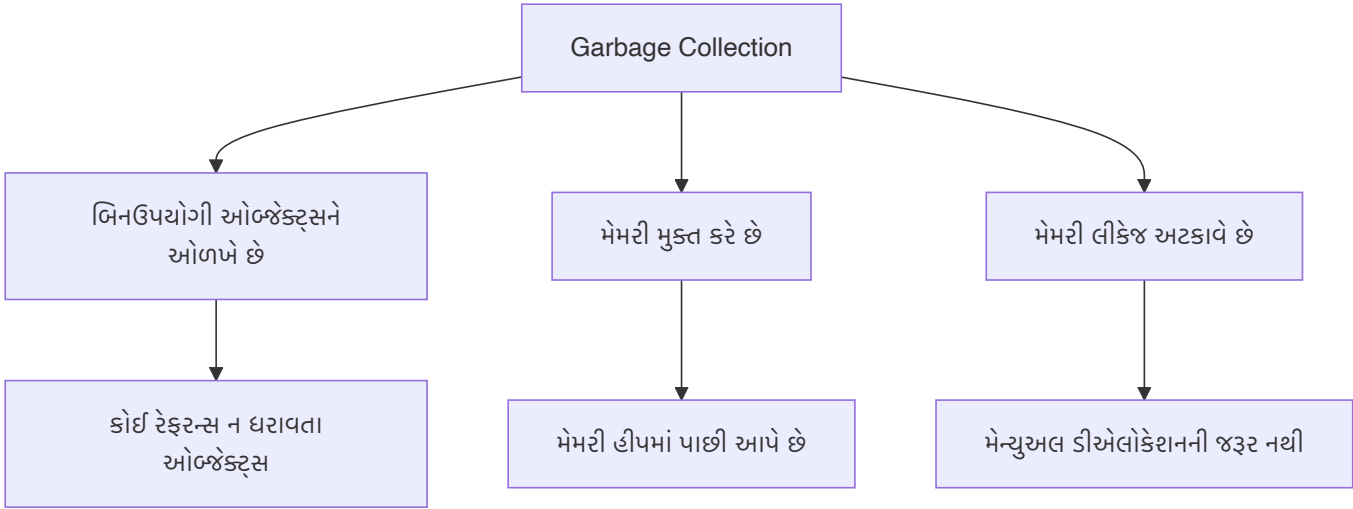 Garbage Collection
બિનઉપયોગી ઓબ્જેક્ટ્સને
ઓળખે છે
મેમરી મુક્ત કરે છે
મેમરી લીકેજ અટકાવે છે
કોઈ રેફરન્સ ન ધરાવતા
ઓબ્જેક્ટ્સ
મેમરી હીપમાં પાછી આપે છે
મેન્યુઅલ ડીએલોકેશનની જરૂર નથી